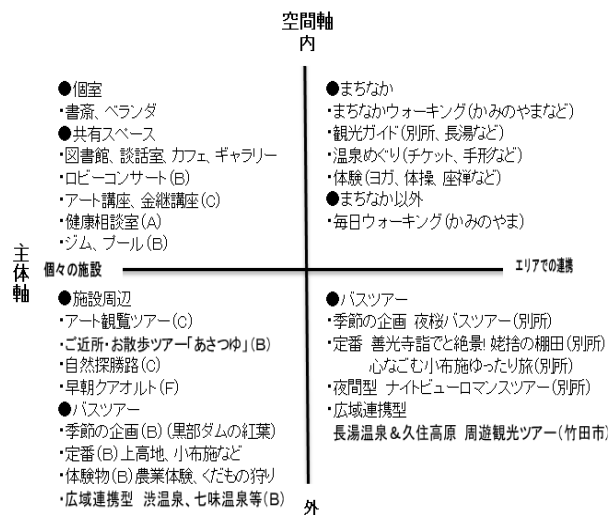 空間軸
内
●個室
・書斎、ベランダ
●共有スペース
・図書館、談話室、カフェ、ギャラリー
・ロビーコンサート(B)
・アート講座、金継講座(C)
・健康相談室(A)
・ジム、プール(B)
●まちなか
・まちなかウォーキング(かみのやまなど)
・観光ガイド(別所、長湯など)
・温泉めぐり(チケット、手形など)
・体験(ヨガ、体操、座禅など)
●まちなか以外
・毎日ウォーキング(かみのやま)
主体軸
個々の施設
エリアでの連携
●施設周辺
・アート観覧ツアー(C)
・ご近所・お散歩ツアー「あさつゆ」(B)
・自然探勝路(C)
・早朝クアオルト(F)
●バスツアー
・季節の企画(B)(黒部ダムの紅葉)
・定番(B)上高地、小布施など
・体験物(B)農業体験、くだもの狩り
・広域連携型 渋温泉、七味温泉等(B)
●バスツアー
・季節の企画 夜桜バスツアー(別所)
・定番 善光寺詣でと絶景! 姥捨の棚田(別所)
心なごむ小布施ゆったり旅(別所)
・夜間型 ナイトビューロマンスツアー(別所)
・広域連携型
長湯温泉&久住高原 周遊観光ツアー(竹田市)
外